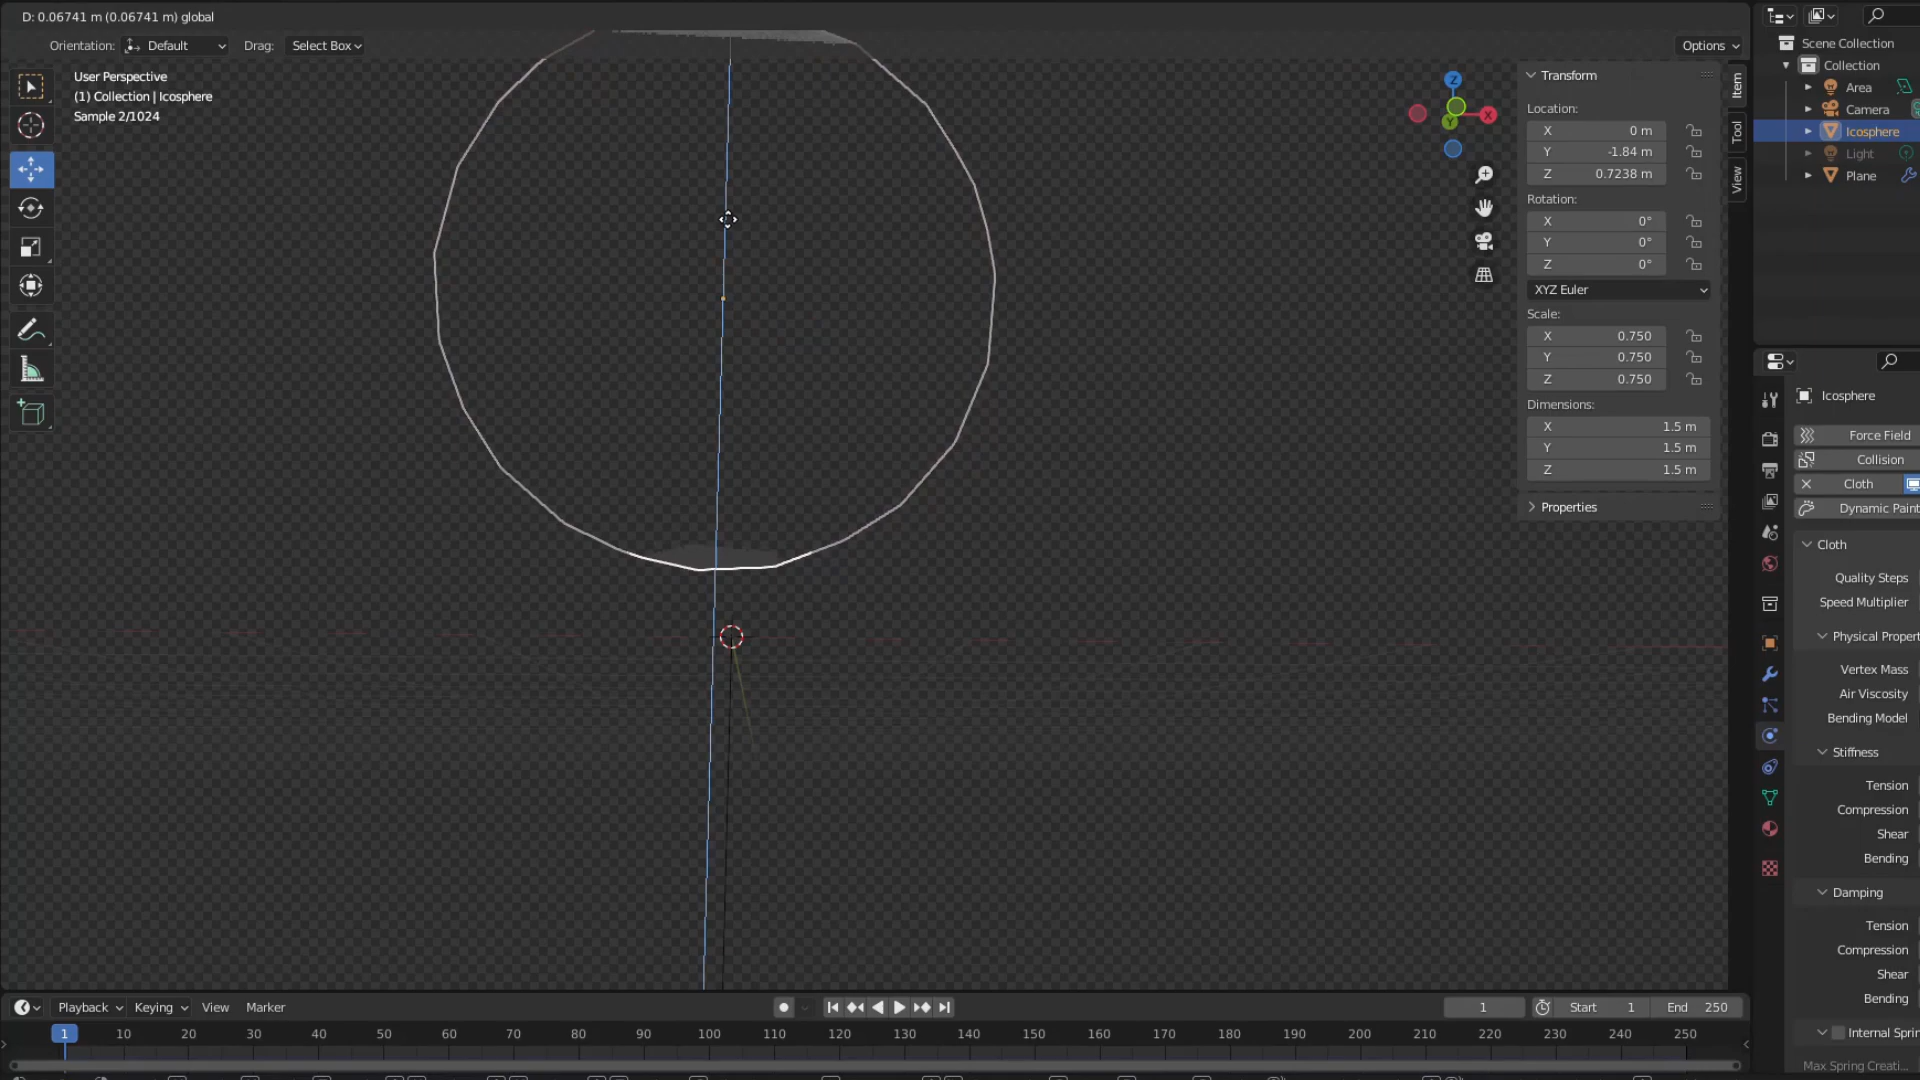 D: 0.06741 m (0.06741 m) global
Orientation: Default Drag: Select Box Options
User Perspective
(1) Collection | Icosphere
Sample 2/1024
Z
X
Y
Transform
Location:
X 0 m
Y -1.84 m
Z 0.7238 m
Rotation:
X 0°
Y 0°
Z 0°
XYZ Euler
Scale:
X 0.750
Y 0.750
Z 0.750
Dimensions:
X 1.5 m
Y 1.5 m
Z 1.5 m
Properties
Item
Tool
View
Scene Collection
Collection
Area
Camera
Icosphere
Light
Plane
Icosphere
Force Field
Collision
Cloth
Dynamic Paint
Cloth
Quality Steps
Speed Multiplier
Physical Propert
Vertex Mass
Air Viscosity
Bending Model
Stiffness
Tension
Compression
Shear
Bending
Damping
Tension
Compression
Shear
Bending
Internal Sprin
Max Spring Creati...
Playback Keying View Marker 1 Start 1 End 250
1 10 20 30 40 50 60 70 80 90 100 110 120 130 140 150 160 170 180 190 200 210 220 230 240 250